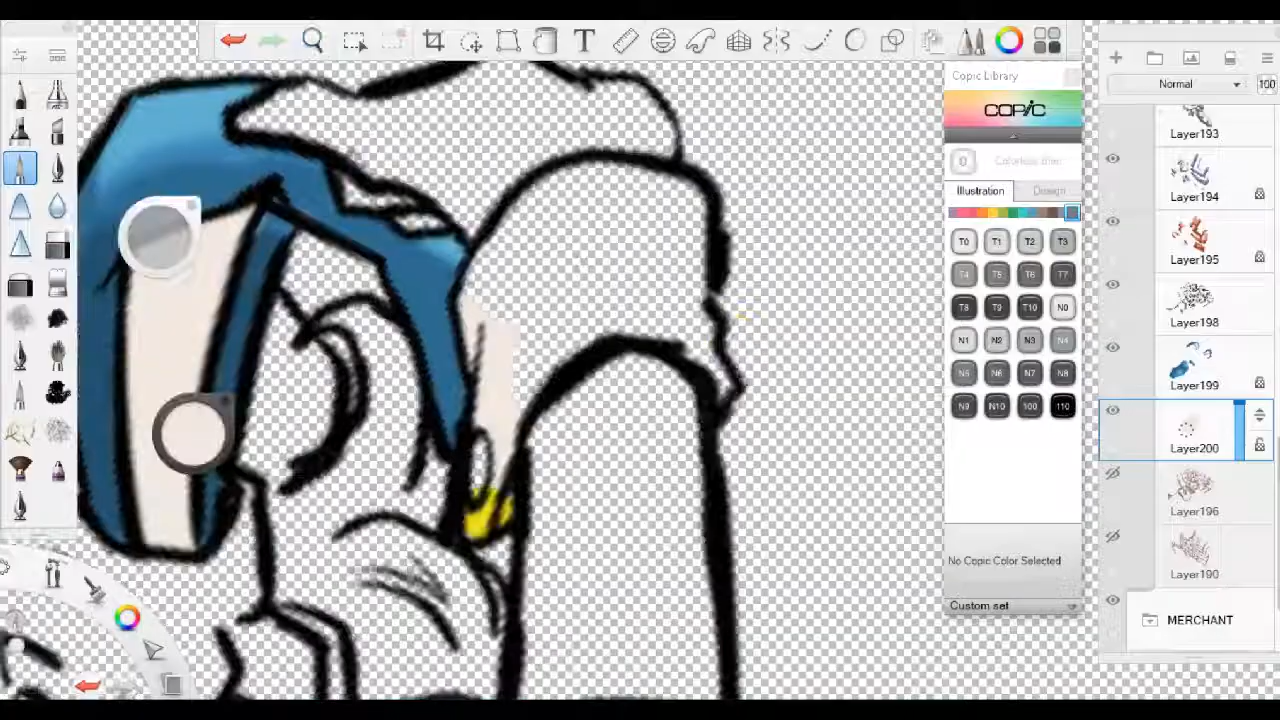 Copic Library
COPIC
0
Illustration
Design
T0 T1 T2 T3
T4 T5 T6 T7
T8 T9 T10 N0
N1 N2 N3 N4
N5 N6 N7 N8
N9 N10 100 110
No Copic Color Selected
Custom set
Normal
100
Layer193
Layer194
Layer195
Layer198
Layer199
Layer200
Layer196
Layer190
MERCHANT